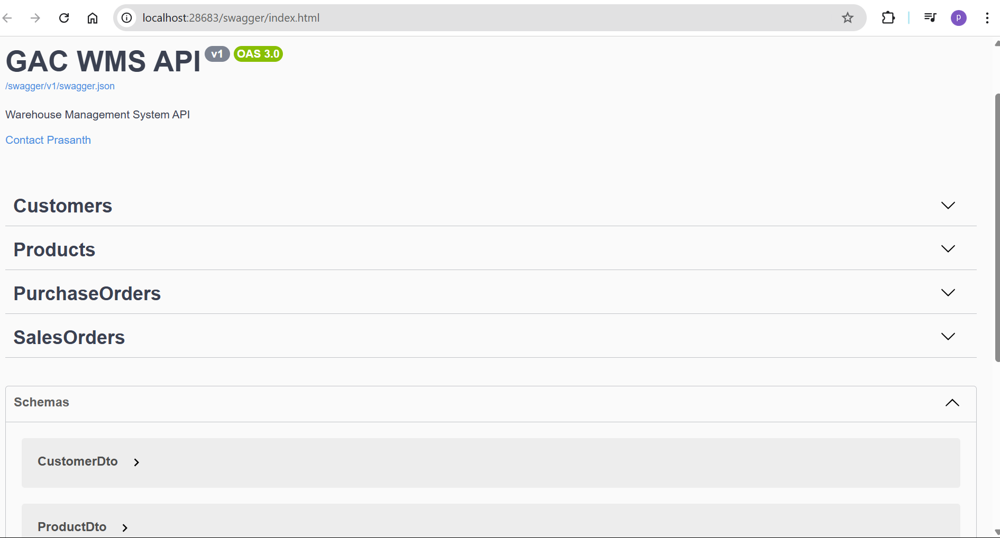 localhost:28683/swagger/index.html
p
GAC WMS API v1 OAS 3.0
/swagger/v1/swagger.json
Warehouse Management System API
Contact Prasanth
Customers
Products
PurchaseOrders
SalesOrders
Schemas
CustomerDto
ProductDto